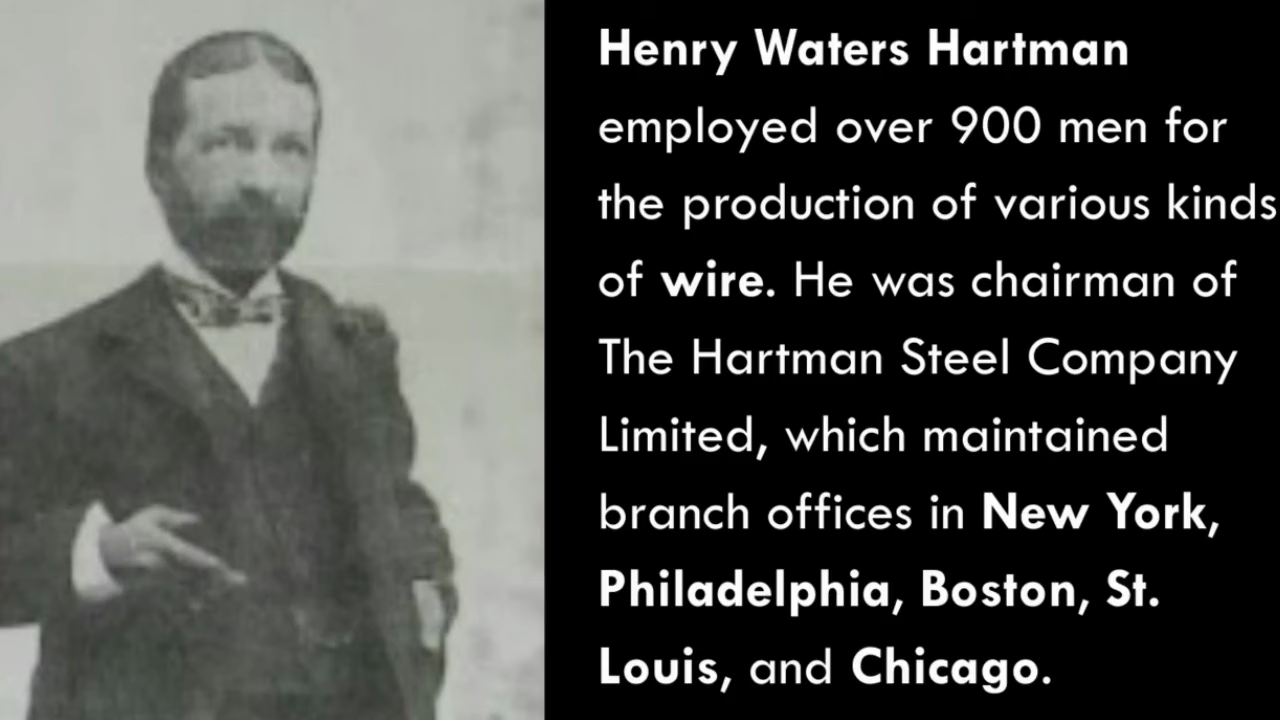 Henry Waters Hartman
employed over 900 men for
the production of various kinds
of wire. He was chairman of
The Hartman Steel Company
Limited, which maintained
branch offices in New York,
Philadelphia, Boston, St.
Louis, and Chicago.